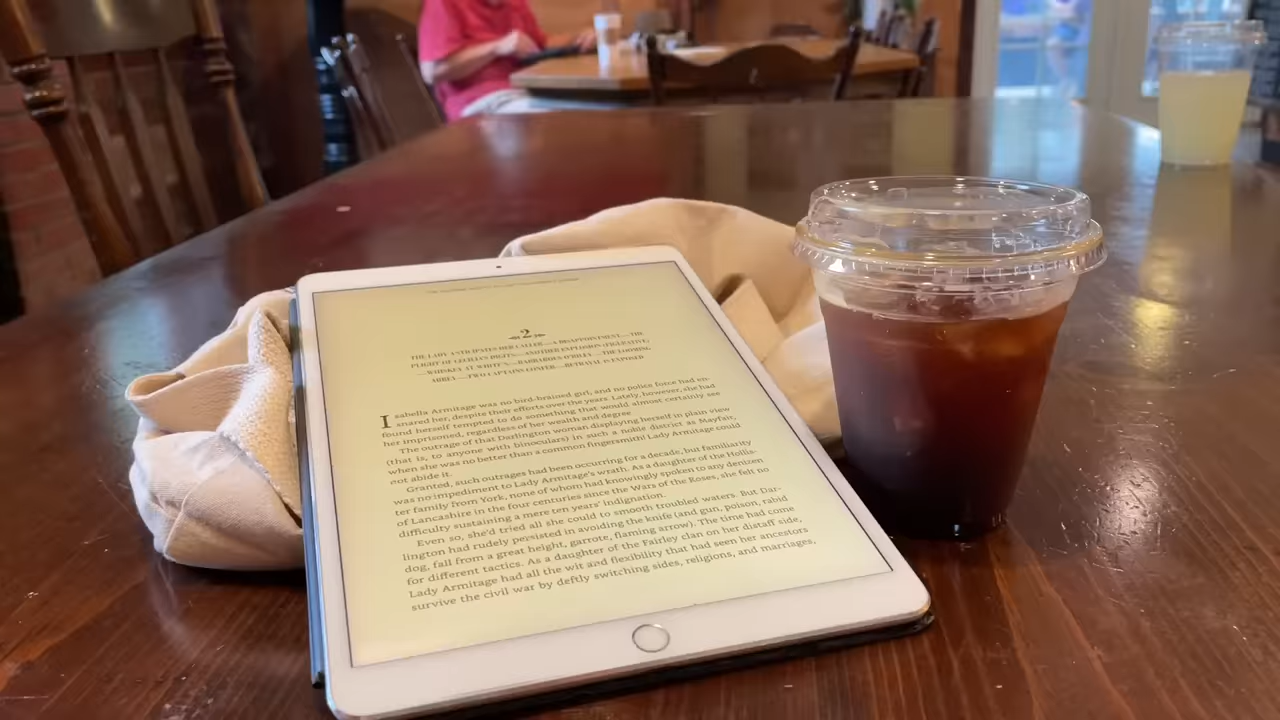 2
THE LADY ANTICIPATES HER CALLER—A DISAPPOINTMENT—THE
PLIGHT OF CECILIA'S DIGITS—ANOTHER EXPLOSION (FIGURATIVE)
—WHISKEY AT WHITE'S—BARBAROUS O'RILEY—THE
ABBEY—TWO CAPTAINS CONFER—BETRAYAL IS EXPOSED
Isabella Armitage was no bird-brained girl, and no police force had en-
snared her, despite their efforts over the years. Lately, however, she had
found herself tempted to do something that would almost certainly see
her imprisoned, regardless of her wealth and degree
The outrage of that Darlington woman displaying herself in plain view
(that is, to anyone with binoculars) in such a noble district as Mayfair,
when she was no better than a common fingersmith! Lady Armitage could
not abide it.
Granted, such outrages had been occurring for a decade, but familiarity
was no impediment to Lady Armitage's wrath. As a daughter of the Hollis-
ter family from York, none of whom had knowingly spoken to any denizen
of Lancashire in the four centuries since the Wars of the Roses, she felt no
difficulty sustaining a mere ten years' indignation.
Even so, she'd tried all she could to smooth troubled waters. But Dar-
lington had rudely persisted in avoiding the knife (and gun, poison, rabid
dog, fall from a great height, garrote, flaming arrow). The time had come
for different tactics. As a daughter of the Fairley clan on her distaff side,
Lady Armitage had all the wit and flexibility that had seen her ancestors
survive the civil war by deftly switching sides, religions, and marriages,